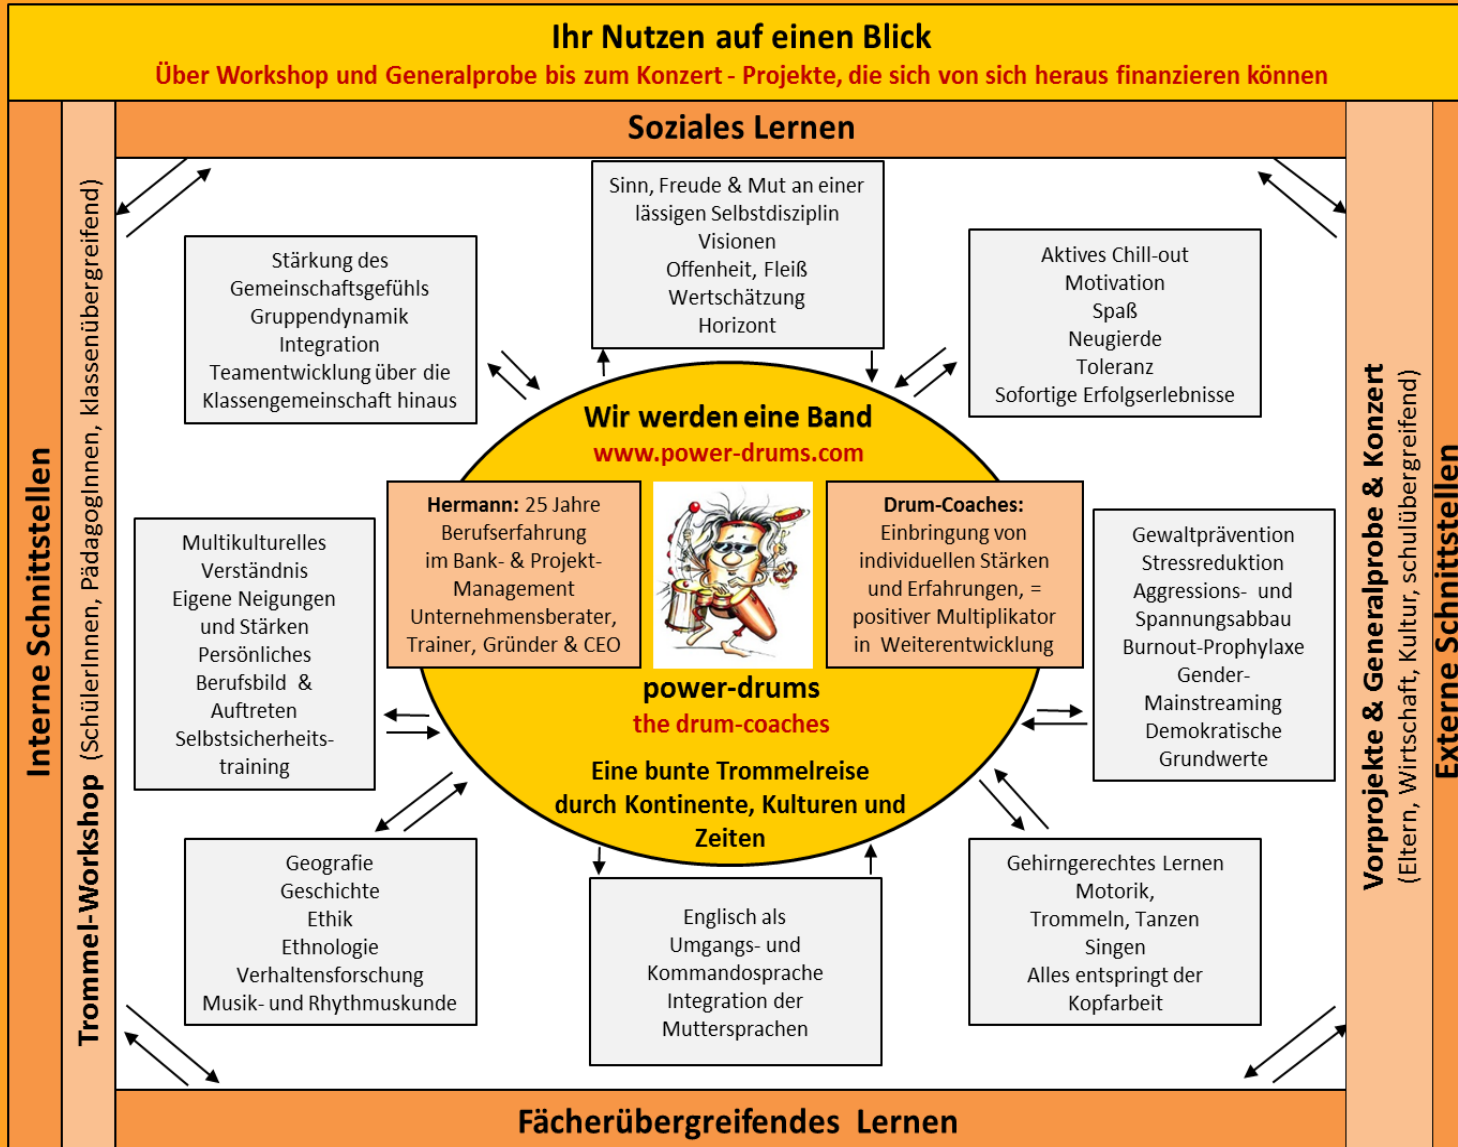 Ihr Nutzen auf einen Blick
Über Workshop und Generalprobe bis zum Konzert - Projekte, die sich von sich heraus finanzieren können
Soziales Lernen
Interne Schnittstellen
Trommel-Workshop (SchülerInnen, PädagogInnen, klassenübergreifend)
Stärkung des
Gemeinschaftsgefühls
Gruppendynamik
Integration
Teamentwicklung über die
Klassengemeinschaft hinaus
Sinn, Freude & Mut an einer
lässigen Selbstdisziplin
Visionen
Offenheit, Fleiß
Wertschätzung
Horizont
Aktives Chill-out
Motivation
Spaß
Neugierde
Toleranz
Sofortige Erfolgserlebnisse
Multikulturelles
Verständnis
Eigene Neigungen
und Stärken
Persönliches
Berufsbild &
Auftreten
Selbstsicherheits-
training
Wir werden eine Band
www.power-drums.com
Hermann: 25 Jahre
Berufserfahrung
im Bank- & Projekt-
Management
Unternehmensberater,
Trainer, Gründer & CEO
Drum-Coaches:
Einbringung von
individuellen Stärken
und Erfahrungen, =
positiver Multiplikator
in Weiterentwicklung
power-drums
the drum-coaches
Eine bunte Trommelreise
durch Kontinente, Kulturen und
Zeiten
Gewaltprävention
Stressreduktion
Aggressions- und
Spannungsabbau
Burnout-Prophylaxe
Gender-
Mainstreaming
Demokratische
Grundwerte
Geografie
Geschichte
Ethik
Ethnologie
Verhaltensforschung
Musik- und Rhythmuskunde
Englisch als
Umgangs- und
Kommandosprache
Integration der
Muttersprachen
Gehirngerechtes Lernen
Motorik,
Trommeln, Tanzen
Singen
Alles entspringt der
Kopfarbeit
Vorprojekte & Generalprobe & Konzert
(Eltern, Wirtschaft, Kultur, schulübergreifend)
Externe Schnittstellen
Fächerübergreifendes Lernen